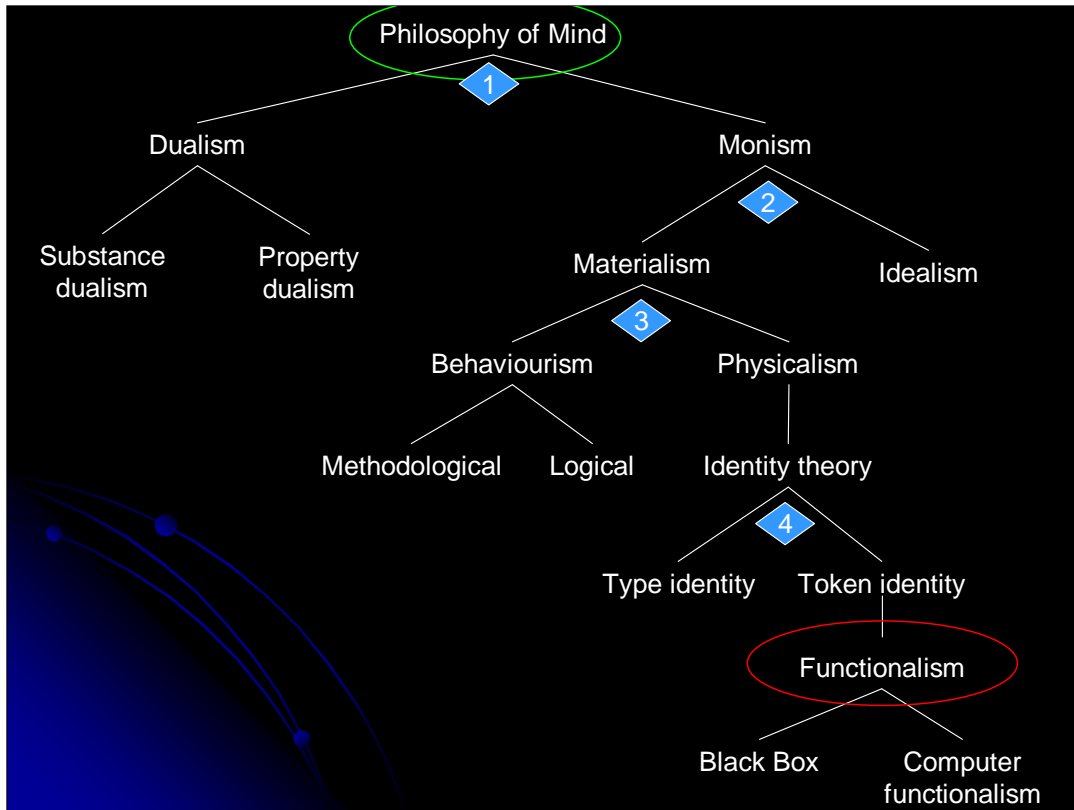 Philosophy of Mind
1
Dualism
Monism
2
Substance
dualism
Property
dualism
Materialism
Idealism
3
Behaviourism
Physicalism
Methodological
Logical
Identity theory
4
Type identity
Token identity
Functionalism
Black Box
Computer
functionalism